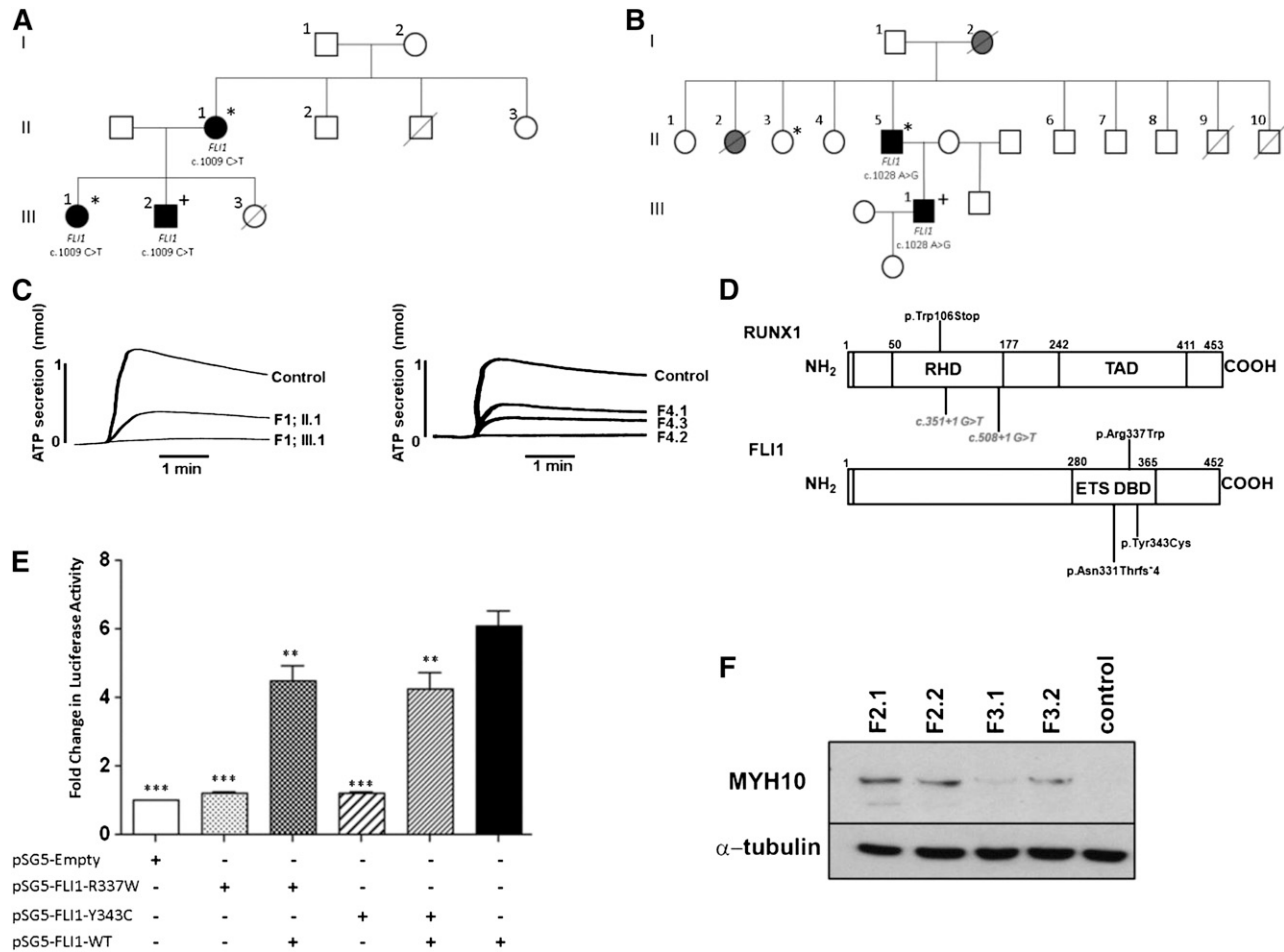 A
I
1
2
II
1
*
2
3
FLI1
c.1009 C>T
III
1
*
2
+
3
FLI1
c.1009 C>T
FLI1
c.1009 C>T
B
I
1
2
II
1
2
3
*
4
5
*
6
7
8
9
10
FLI1
c.1028 A>G
III
1
+
FLI1
c.1028 A>G
C
ATP secretion (nmol)
1
0
Control
F1; II.1
F1; III.1
1 min
ATP secretion (nmol)
1
0
Control
F4.1
F4.3
F4.2
1 min
D
p.Trp106Stop
RUNX1
1 50 177 242 411 453
NH2 RHD TAD COOH
c.351+1 G>T
c.508+1 G>T
p.Arg337Trp
FLI1
1 280 365 452
NH2 ETS DBD COOH
p.Tyr343Cys
p.Asn331Thrfs*4
E
Fold Change in Luciferase Activity
8
6
4
2
0
*** *** ** *** **
pSG5-Empty + - - - - -
pSG5-FLI1-R337W - + + - - -
pSG5-FLI1-Y343C - - - + + -
pSG5-FLI1-WT - - + - + +
F
F2.1 F2.2 F3.1 F3.2 control
MYH10
α-tubulin